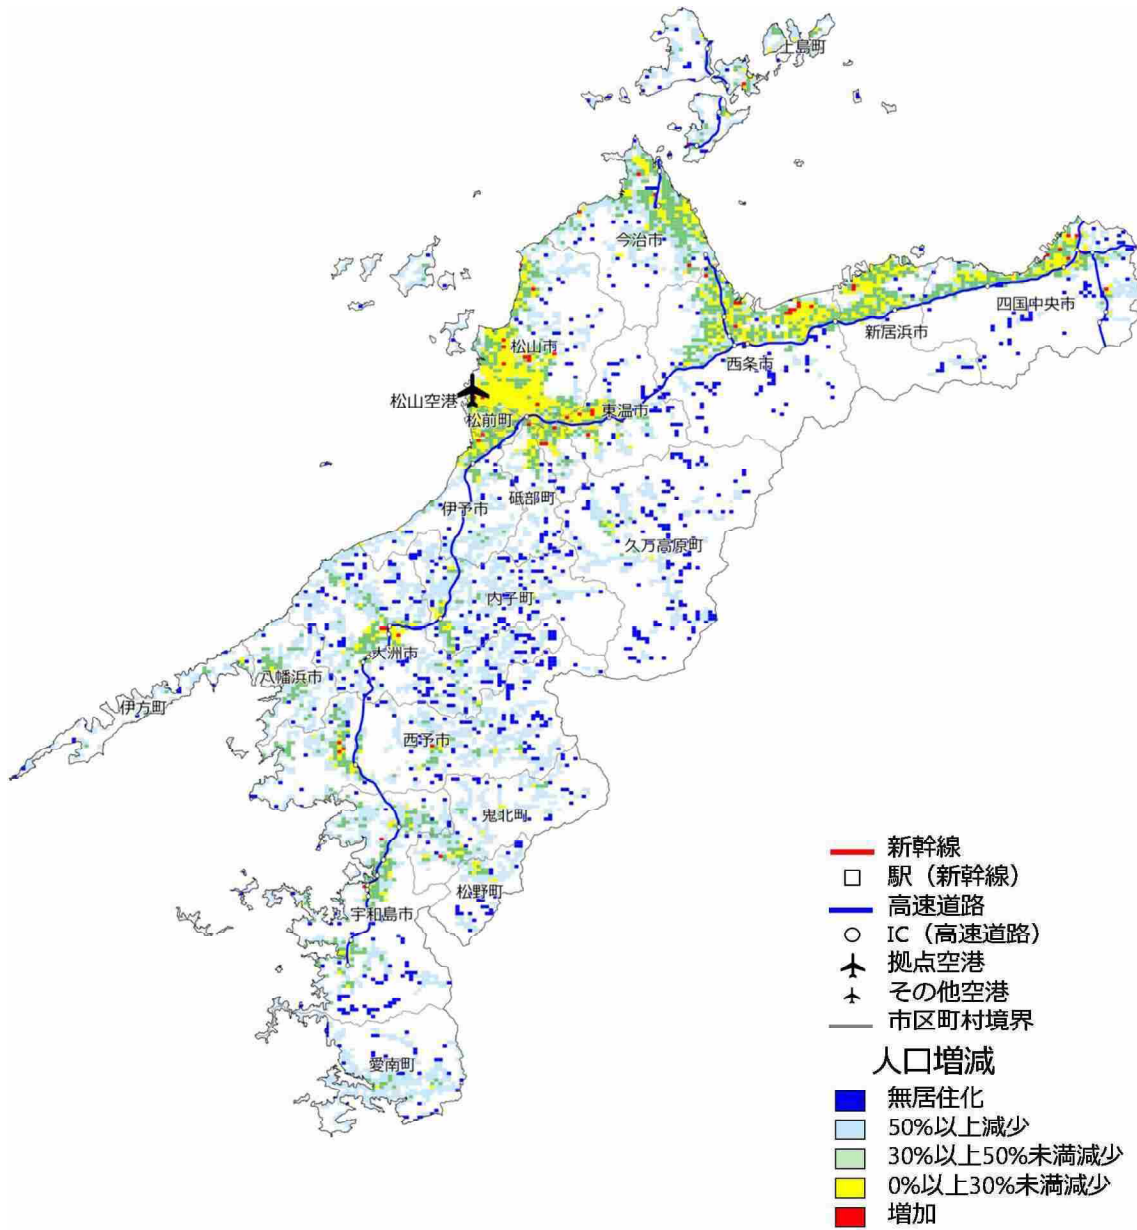 上島町
今治市
四国中央市
新居浜市
松山市
西条市
松山空港
東温市
松前町
砥部町
伊予市
久万高原町
内子町
大洲市
八幡浜市
伊方町
西予市
鬼北町
松野町
宇和島市
愛南町
新幹線
駅（新幹線）
高速道路
IC（高速道路）
拠点空港
その他空港
市区町村境界
人口増減
無居住化
50%以上減少
30%以上50%未満減少
0%以上30%未満減少
増加